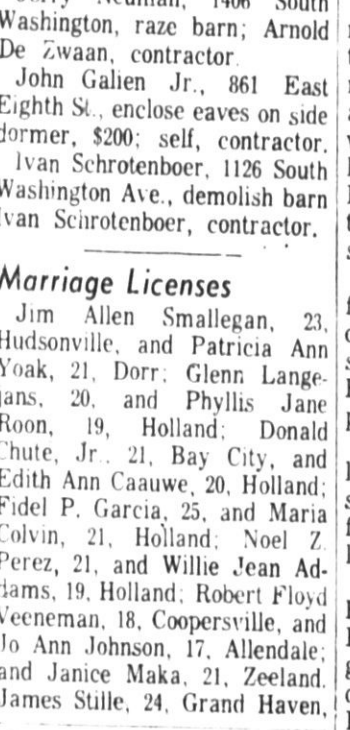 Neuman, 1406 South
Washington, raze barn; Arnold
De Zwaan, contractor.
John Galien Jr., 861 East
Eighth St., enclose eaves on side
dormer, $200; self, contractor.
Ivan Schrotenboer, 1126 South
Washington Ave., demolish barn
Ivan Schrotenboer, contractor.
Marriage Licenses
Jim Allen Smallegan, 23,
Hudsonville, and Patricia Ann
Yoak, 21, Dorr; Glenn Lange-
jans, 20, and Phyllis Jane
Roon, 19, Holland; Donald
Chute, Jr., 21, Bay City, and
Edith Ann Caauwe, 20, Holland;
Fidel P. Garcia, 25, and Maria
Colvin, 21, Holland; Noel Z.
Perez, 21, and Willie Jean Ad-
dams, 19, Holland; Robert Floyd
Veeneman, 18, Coopersville, and
Jo Ann Johnson, 17, Allendale;
and Janice Maka, 21, Zeeland.
James Stille, 24, Grand Haven,